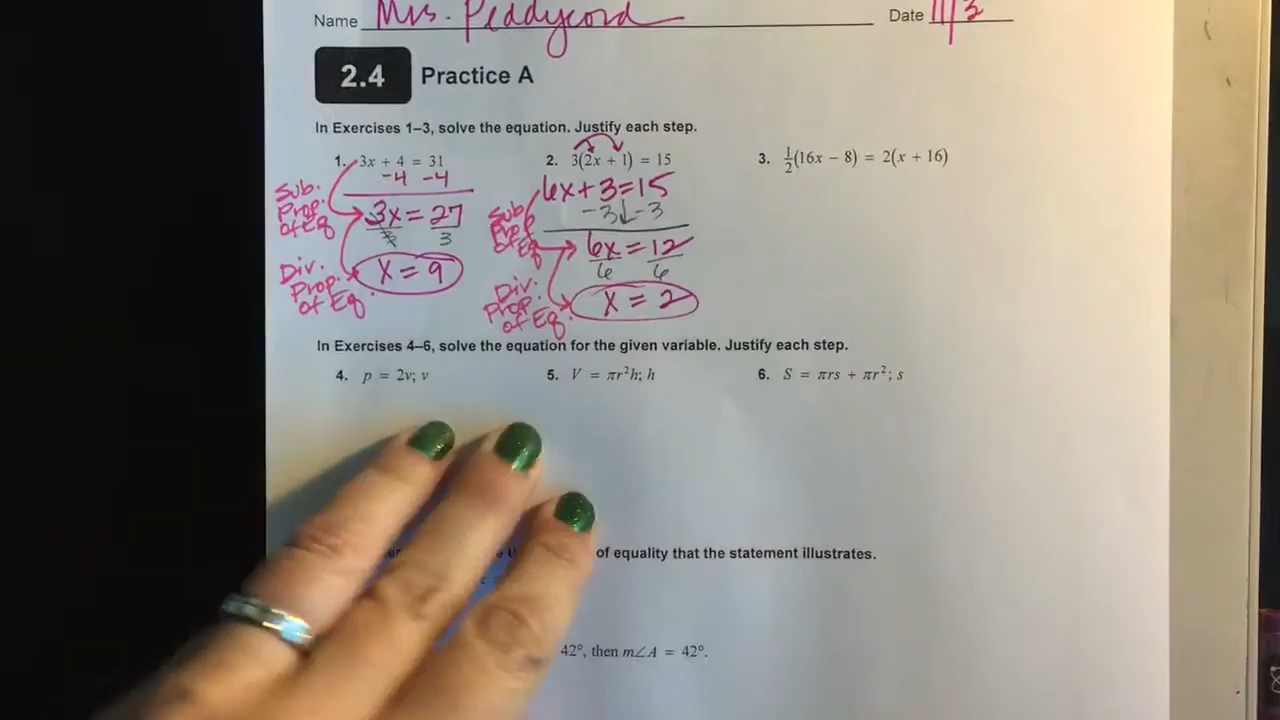 Name Mrs. Peddycord Date 11/3
2.4 Practice A
In Exercises 1–3, solve the equation. Justify each step.
1. 3x + 4 = 31
-4 -4
Sub. Prop. of Eq
3x = 27
3 3
Div. Prop. of Eq.
x = 9
2. 3(2x + 1) = 15
6x + 3 = 15
-3 -3
Sub. Prop. of Eq
6x = 12
6 6
Div. Prop. of Eq.
x = 2
3. ½(16x − 8) = 2(x + 16)
In Exercises 4–6, solve the equation for the given variable. Justify each step.
4. p = 2v; v
5. V = πr²h; h
6. S = πrs + πr²; s
of equality that the statement illustrates.
42°, then m∠A = 42°.